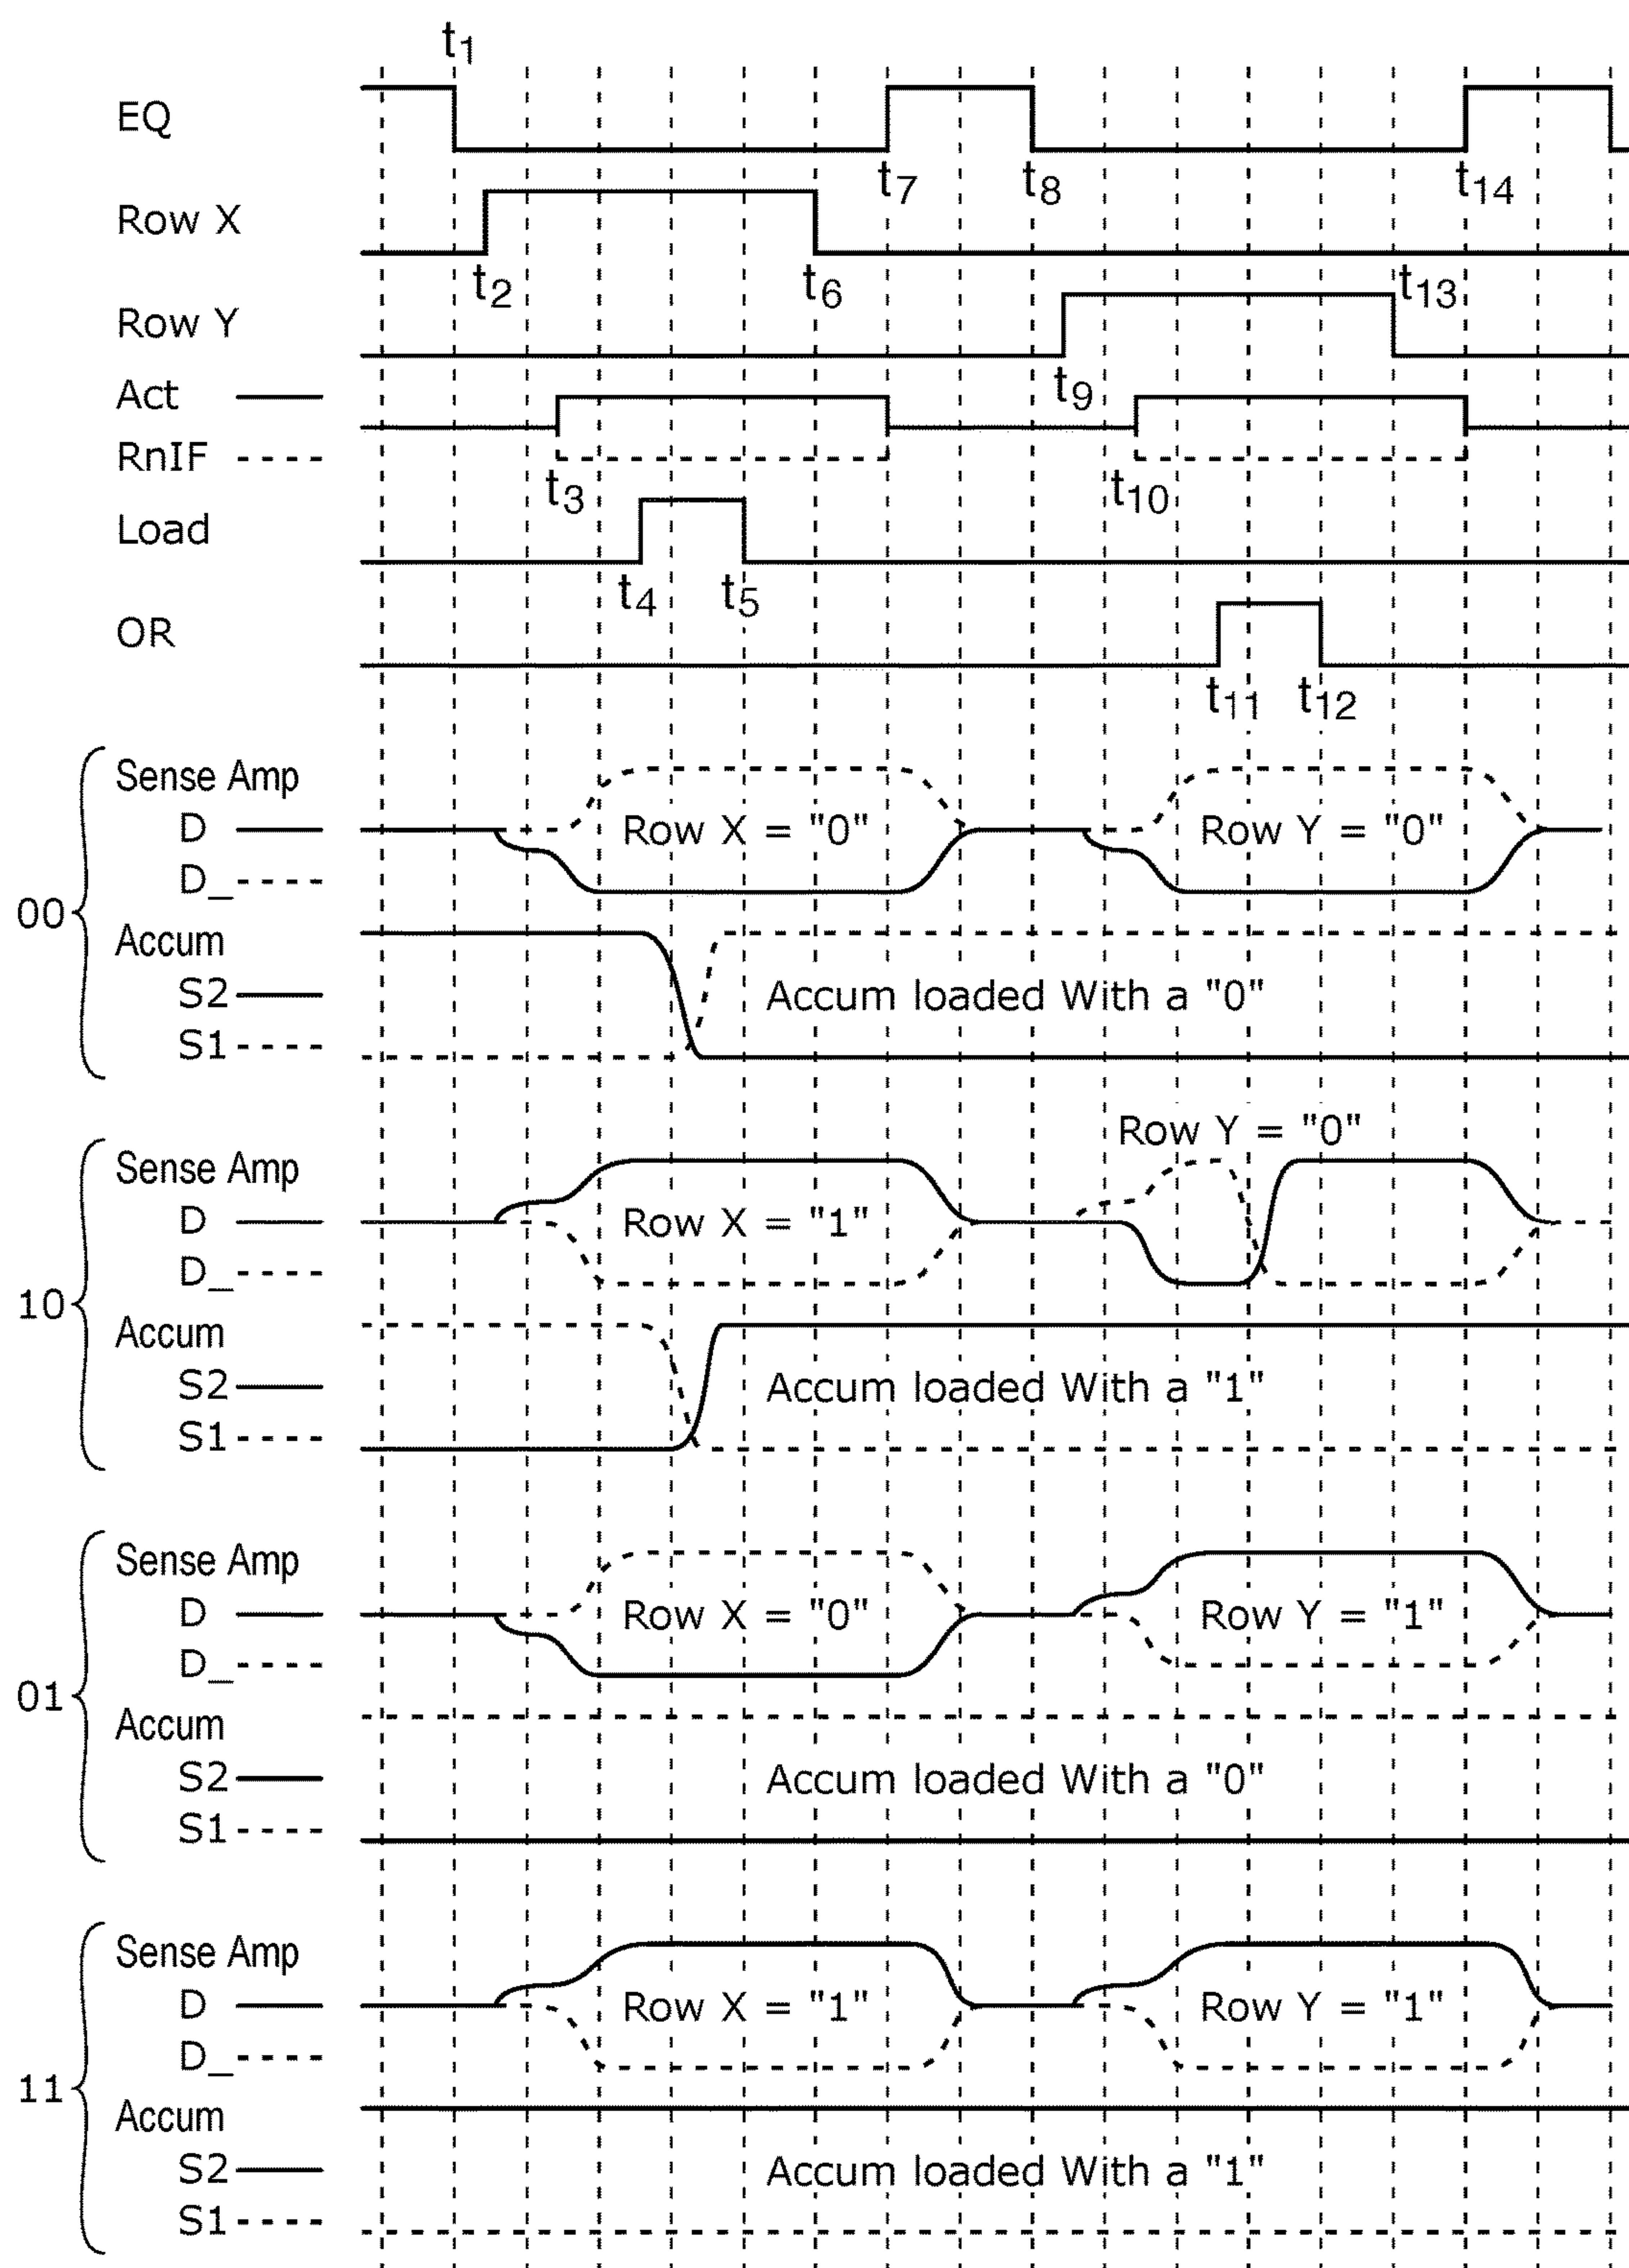 t1
EQ
t7 t8 t14
Row X
t2 t6 t13
Row Y
t9
Act
RnIF
t3 t10
Load
t4 t5
OR
t11 t12
00
Sense Amp
D Row X = "0" Row Y = "0"
D_
Accum
S2 Accum loaded With a "0"
S1
Row Y = "0"
10
Sense Amp
D Row X = "1"
D_
Accum
S2 Accum loaded With a "1"
S1
01
Sense Amp
D Row X = "0" Row Y = "1"
D_
Accum
S2 Accum loaded With a "0"
S1
11
Sense Amp
D Row X = "1" Row Y = "1"
D_
Accum
S2 Accum loaded With a "1"
S1